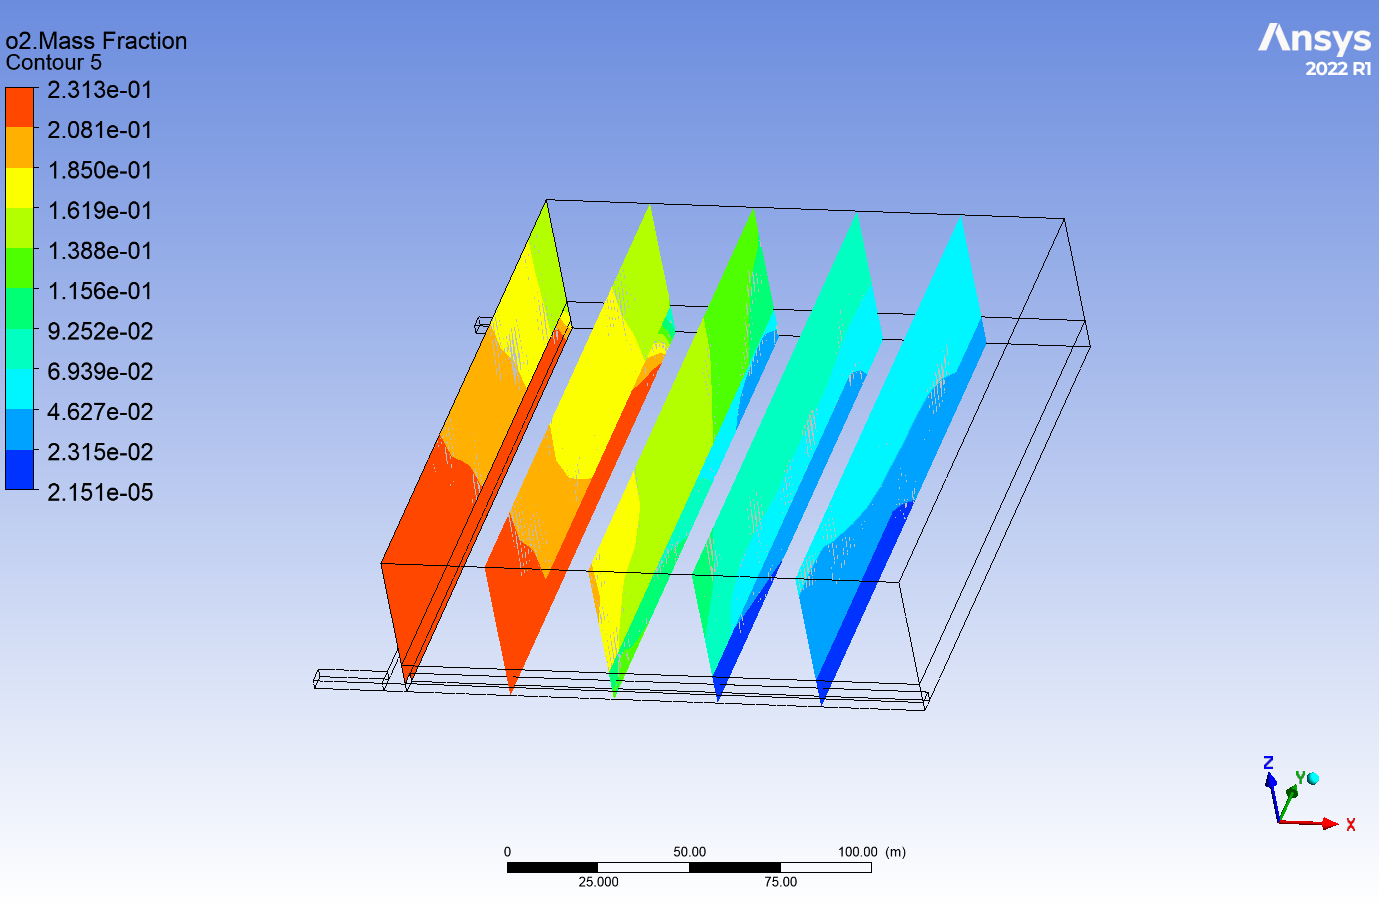 o2.Mass Fraction
Contour 5
2.313e-01
2.081e-01
1.850e-01
1.619e-01
1.388e-01
1.156e-01
9.252e-02
6.939e-02
4.627e-02
2.315e-02
2.151e-05
Ansys
2022 R1
Z
Y
X
0 50.00 100.00 (m)
25.000 75.00